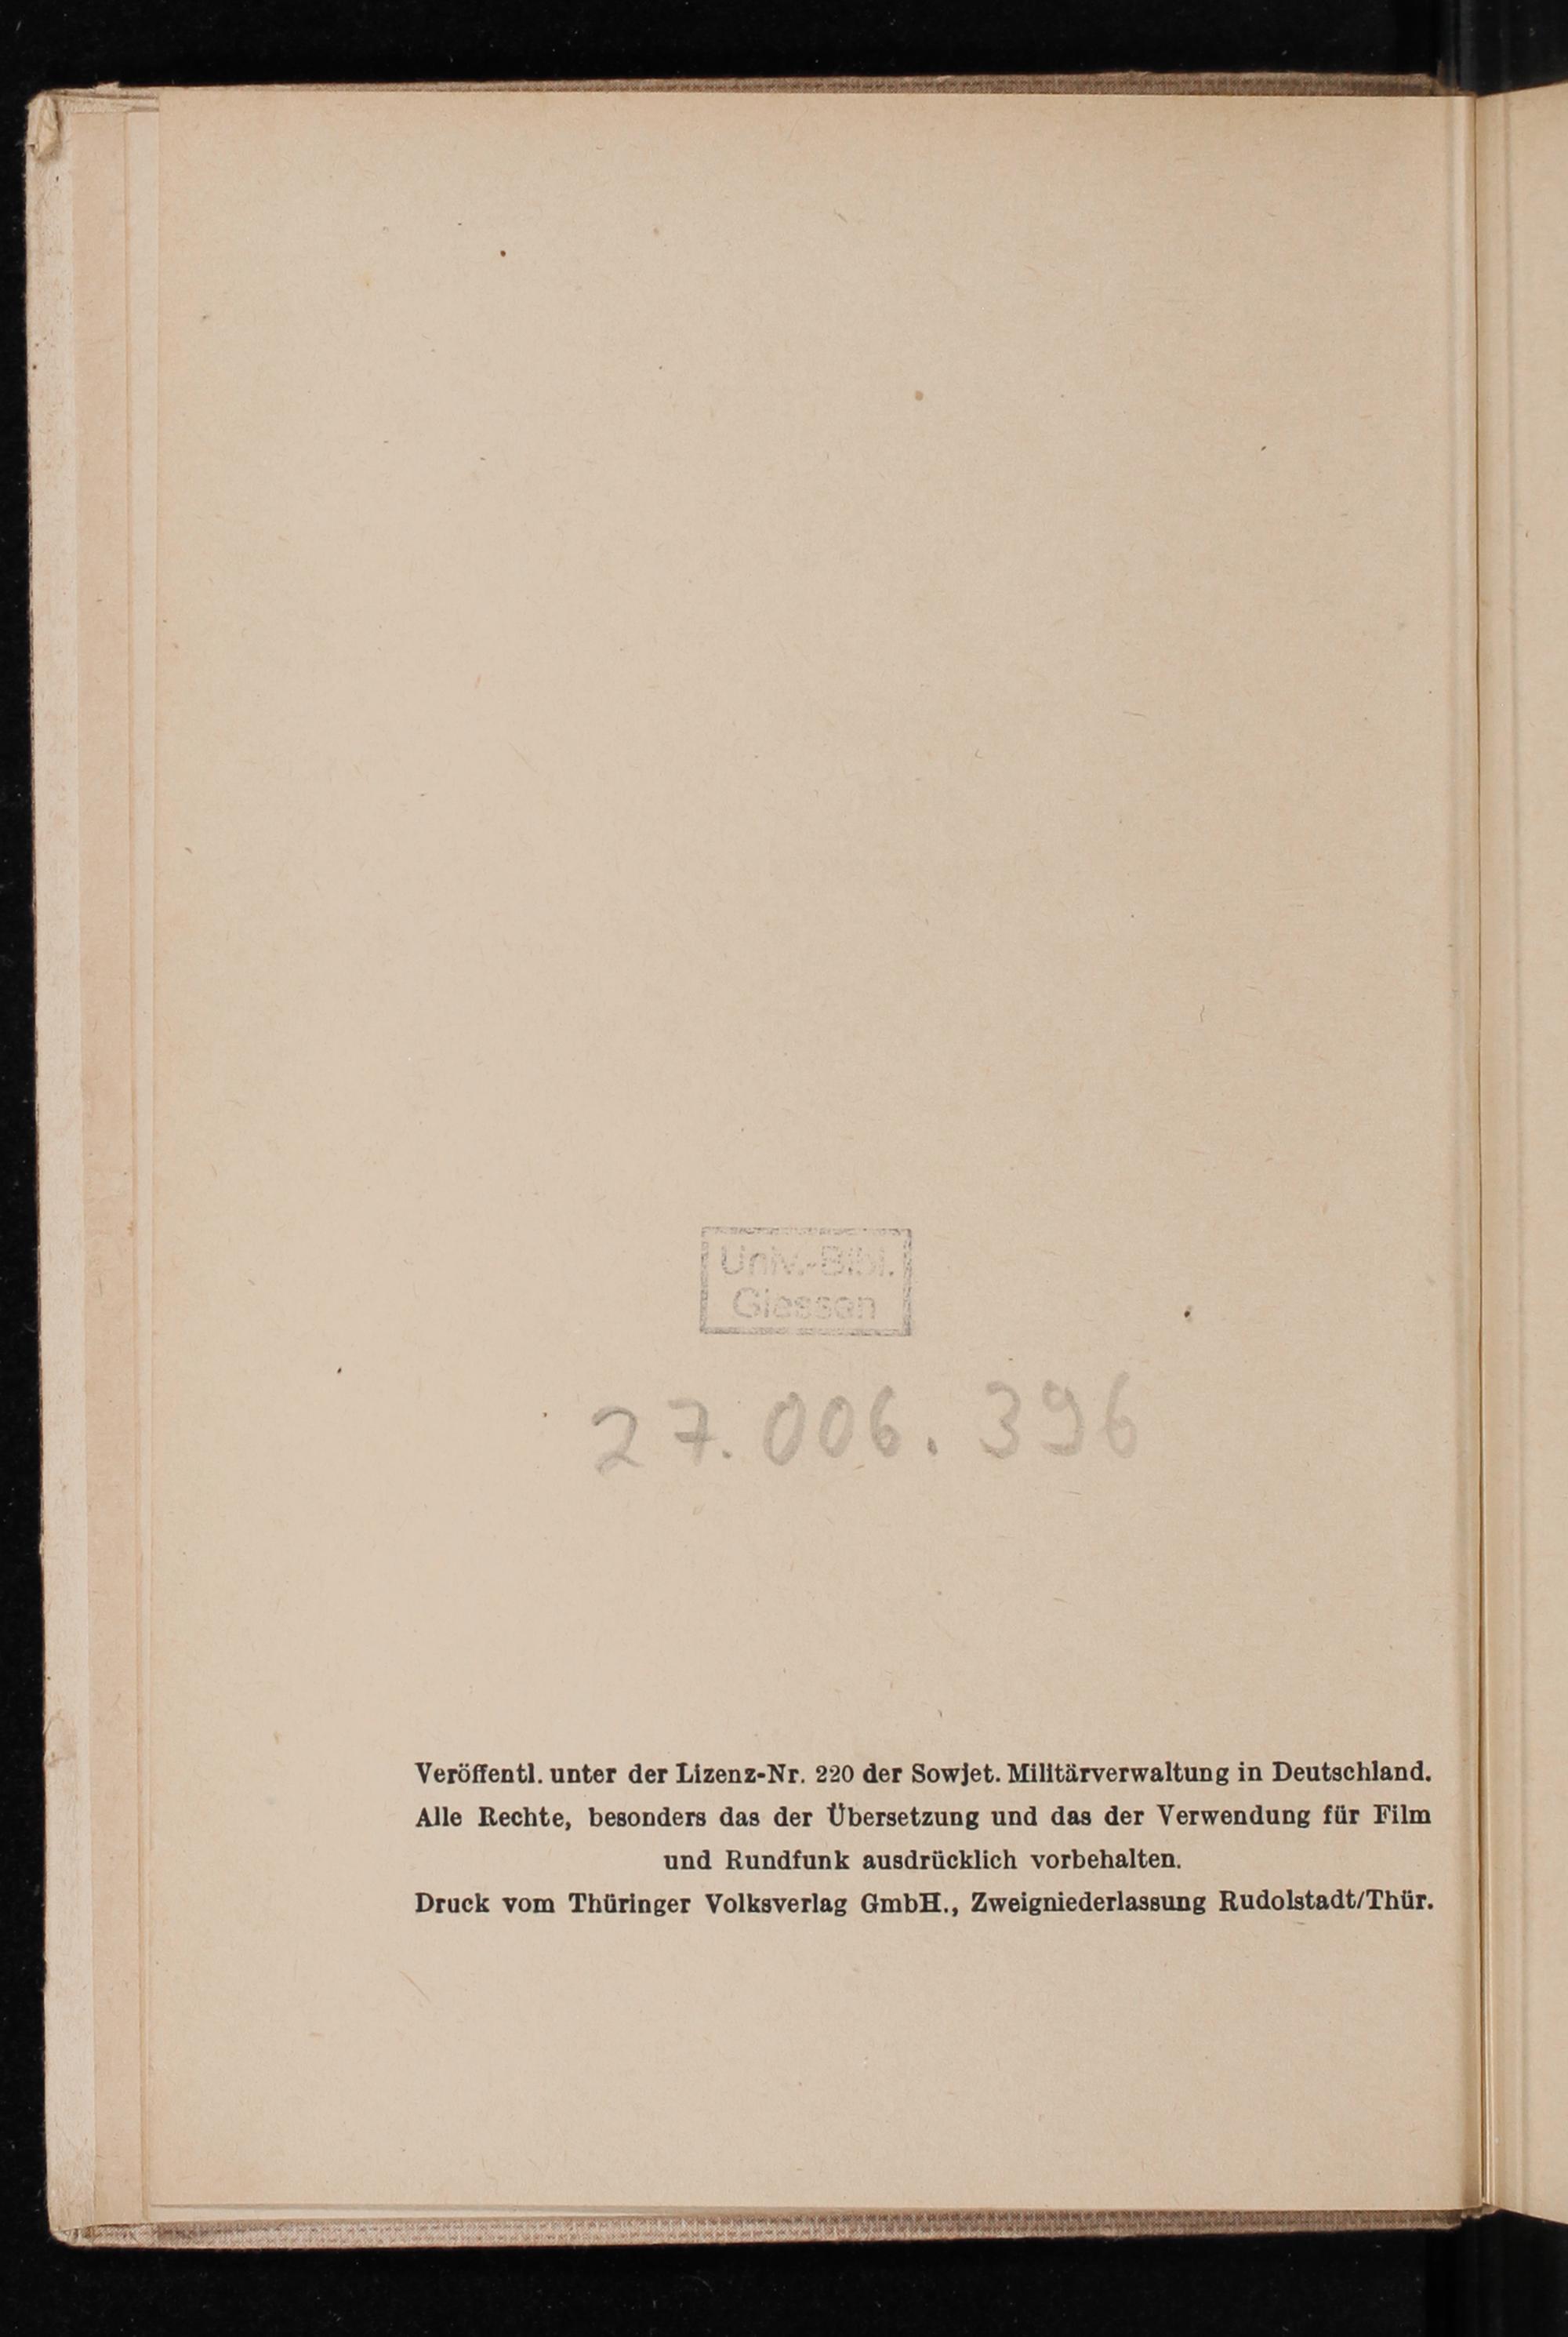 Univ.-Bibl.
Giessen
27.006.396
Veröffentl. unter der Lizenz-Nr. 220 der Sowjet. Militärverwaltung in Deutschland.
Alle Rechte, besonders das der Übersetzung und das der Verwendung für Film
und Rundfunk ausdrücklich vorbehalten.
Druck vom Thüringer Volksverlag GmbH., Zweigniederlassung Rudolstadt/Thür.